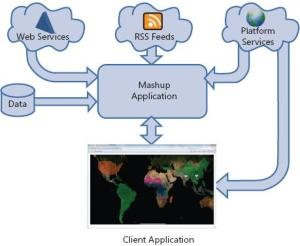 Web Services
RSS Feeds
Platform
Services
Data
Mashup
Application
Client Application